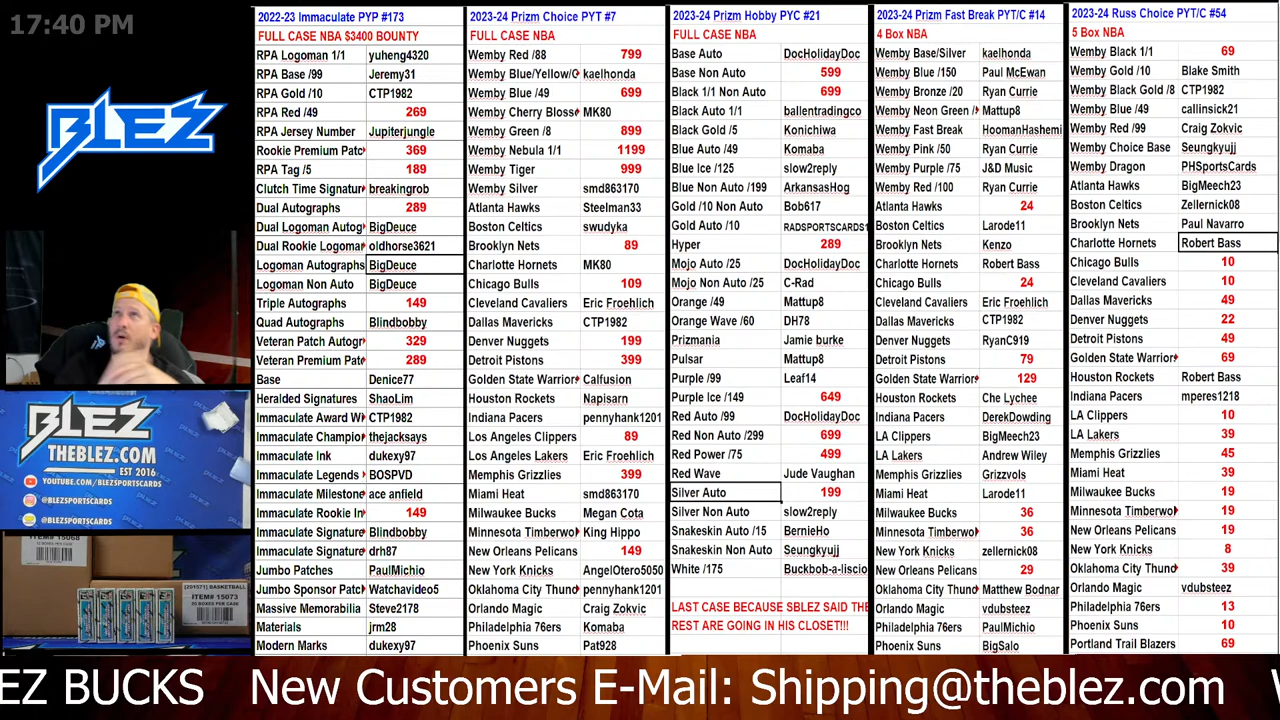 17:40 PM
BLEZ
BLEZ
THEBLEZ.COM
EST 2016
YOUTUBE.COM/BLEZSPORTSCARDS
@BLEZSPORTSCARDS
@BLEZSPORTSCARDS
ITEM# 15068
[201571] BASKETBALL
ITEM# 15073
20 BOXES PER CASE
2022-23 Immaculate PYP #173
FULL CASE NBA $3400 BOUNTY
RPA Logoman 1/1 yuheng4320
RPA Base /99 Jeremy31
RPA Gold /10 CTP1982
RPA Red /49 269
RPA Jersey Number Jupiterjungle
Rookie Premium Patc 369
RPA Tag /5 189
Clutch Time Signatur breakingrob
Dual Autographs 289
Dual Logoman Autog BigDeuce
Dual Rookie Logomar oldhorse3621
Logoman Autographs BigDeuce
Logoman Non Auto BigDeuce
Triple Autographs 149
Quad Autographs Blindbobby
Veteran Patch Autogr 329
Veteran Premium Pat 289
Base Denice77
Heralded Signatures ShaoLim
Immaculate Award W CTP1982
Immaculate Champio thejacksays
Immaculate Ink dukexy97
Immaculate Legends BOSPVD
Immaculate Milestone ace anfield
Immaculate Rookie In 149
Immaculate Signatur Blindbobby
Immaculate Signatur drh87
Jumbo Patches PaulMichio
Jumbo Sponsor Patc Watchavideo5
Massive Memorabilia Steve2178
Materials jrm28
Modern Marks dukexy97
2023-24 Prizm Choice PYT #7
FULL CASE NBA
Wemby Red /88 799
Wemby Blue/Yellow/G kaelhonda
Wemby Blue /49 699
Wemby Cherry Bloss MK80
Wemby Green /8 899
Wemby Nebula 1/1 1199
Wemby Tiger 999
Wemby Silver smd863170
Atlanta Hawks Steelman33
Boston Celtics swudyka
Brooklyn Nets 89
Charlotte Hornets MK80
Chicago Bulls 109
Cleveland Cavaliers Eric Froehlich
Dallas Mavericks CTP1982
Denver Nuggets 199
Detroit Pistons 399
Golden State Warrior Calfusion
Houston Rockets Napisarn
Indiana Pacers pennyhank1201
Los Angeles Clippers 89
Los Angeles Lakers Eric Froehlich
Memphis Grizzlies 399
Miami Heat smd863170
Milwaukee Bucks Megan Cota
Minnesota Timberwo King Hippo
New Orleans Pelicans 149
New York Knicks AngelOtero5050
Oklahoma City Thun pennyhank1201
Orlando Magic Craig Zokvic
Philadelphia 76ers Komaba
Phoenix Suns Pat928
2023-24 Prizm Hobby PYC #21
FULL CASE NBA
Base Auto DocHolidayDoc
Base Non Auto 599
Black 1/1 Non Auto 699
Black Auto 1/1 ballentradingco
Black Gold /5 Konichiwa
Blue Auto /49 Komaba
Blue Ice /125 slow2reply
Blue Non Auto /199 ArkansasHog
Gold /10 Non Auto Bob617
Gold Auto /10 RADSPORTSCARDS1
Hyper 289
Mojo Auto /25 DocHolidayDoc
Mojo Non Auto /25 C-Rad
Orange /49 Mattup8
Orange Wave /60 DH78
Prizmania Jamie burke
Pulsar Mattup8
Purple /99 Leaf14
Purple Ice /149 649
Red Auto /99 DocHolidayDoc
Red Non Auto /299 699
Red Power /75 499
Red Wave Jude Vaughan
Silver Auto 199
Silver Non Auto slow2reply
Snakeskin Auto /15 BernieHo
Snakeskin Non Auto Seungkyujj
White /175 Buckbob-a-liscio
LAST CASE BECAUSE SBLEZ SAID THE
REST ARE GOING IN HIS CLOSET!!!
2023-24 Prizm Fast Break PYT/C #14
4 Box NBA
Wemby Base/Silver kaelhonda
Wemby Blue /150 Paul McEwan
Wemby Bronze /20 Ryan Currie
Wemby Neon Green / Mattup8
Wemby Fast Break HoomanHashemi
Wemby Pink /50 Ryan Currie
Wemby Purple /75 J&D Music
Wemby Red /100 Ryan Currie
Atlanta Hawks 24
Boston Celtics Larode11
Brooklyn Nets Kenzo
Charlotte Hornets Robert Bass
Chicago Bulls 24
Cleveland Cavaliers Eric Froehlich
Dallas Mavericks CTP1982
Denver Nuggets RyanC919
Detroit Pistons 79
Golden State Warrior 129
Houston Rockets Che Lychee
Indiana Pacers DerekDowding
LA Clippers BigMeech23
LA Lakers Andrew Wiley
Memphis Grizzlies Grizzvols
Miami Heat Larode11
Milwaukee Bucks 36
Minnesota Timberwo 36
New York Knicks zellernick08
New Orleans Pelicans 29
Oklahoma City Thun Matthew Bodnar
Orlando Magic vdubsteez
Philadelphia 76ers PaulMichio
Phoenix Suns BigSalo
2023-24 Russ Choice PYT/C #54
5 Box NBA
Wemby Black 1/1 69
Wemby Gold /10 Blake Smith
Wemby Black Gold /8 CTP1982
Wemby Blue /49 callinsick21
Wemby Red /99 Craig Zokvic
Wemby Choice Base Seungkyujj
Wemby Dragon PHSportsCards
Atlanta Hawks BigMeech23
Boston Celtics Zellernick08
Brooklyn Nets Paul Navarro
Charlotte Hornets Robert Bass
Chicago Bulls 10
Cleveland Cavaliers 10
Dallas Mavericks 49
Denver Nuggets 22
Detroit Pistons 49
Golden State Warrior 69
Houston Rockets Robert Bass
Indiana Pacers mperes1218
LA Clippers 10
LA Lakers 39
Memphis Grizzlies 45
Miami Heat 39
Milwaukee Bucks 19
Minnesota Timberwo 19
New Orleans Pelicans 19
New York Knicks 8
Oklahoma City Thund 39
Orlando Magic vdubsteez
Philadelphia 76ers 13
Phoenix Suns 10
Portland Trail Blazers 69
EZ BUCKS New Customers E-Mail: Shipping@theblez.com